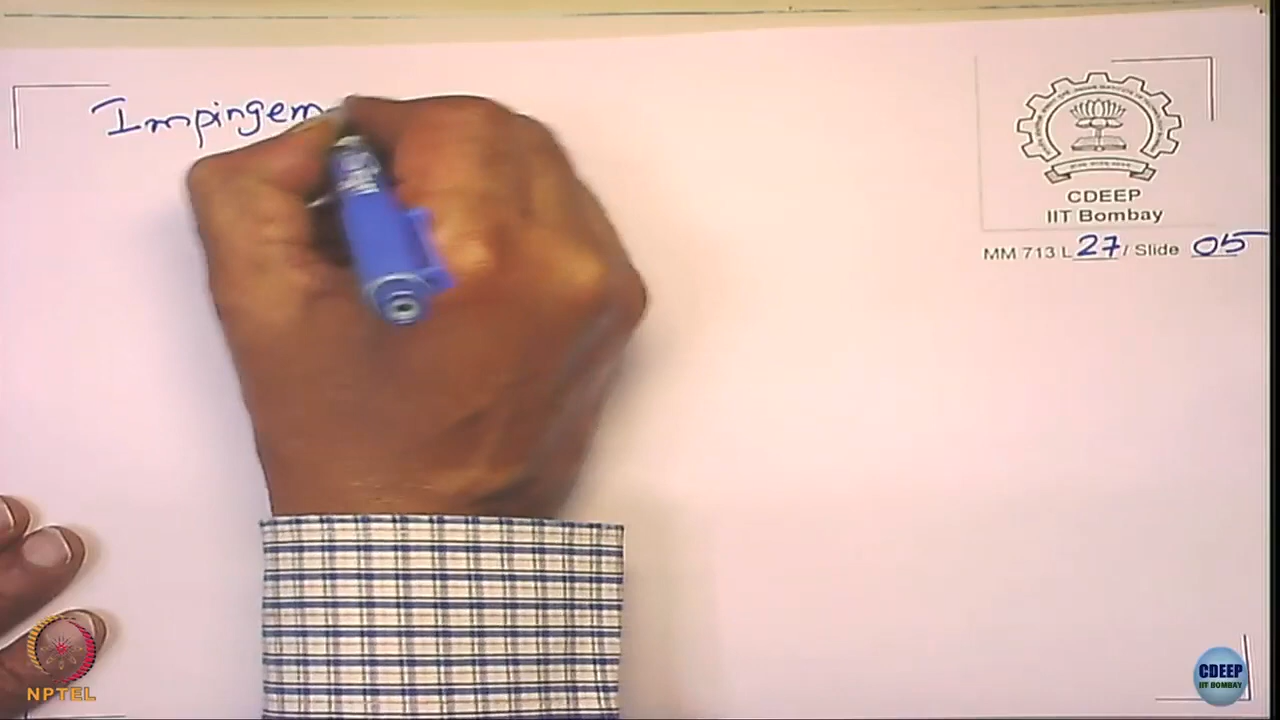 Impingem
CDEEP
IIT Bombay
MM 713 L 27 / Slide 05
NPTEL
CDEEP
IIT BOMBAY